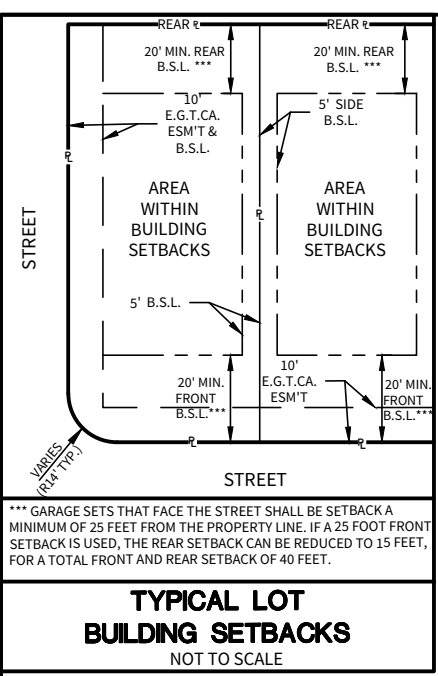 REAR ⅊
REAR ⅊
20' MIN. REAR
B.S.L. ***
20' MIN. REAR
B.S.L. ***
10'
E.G.T.CA.
ESM'T &
B.S.L.
5' SIDE
B.S.L.
⅊
⅊
STREET
AREA
WITHIN
BUILDING
SETBACKS
AREA
WITHIN
BUILDING
SETBACKS
5' B.S.L.
20' MIN.
FRONT
B.S.L.***
10'
E.G.T.CA.
ESM'T
20' MIN.
FRONT
B.S.L.***
⅊
⅊
VARIES
(R14' TYP.)
STREET
*** GARAGE SETS THAT FACE THE STREET SHALL BE SETBACK A
MINIMUM OF 25 FEET FROM THE PROPERTY LINE. IF A 25 FOOT FRONT
SETBACK IS USED, THE REAR SETBACK CAN BE REDUCED TO 15 FEET,
FOR A TOTAL FRONT AND REAR SETBACK OF 40 FEET.
TYPICAL LOT
BUILDING SETBACKS
NOT TO SCALE